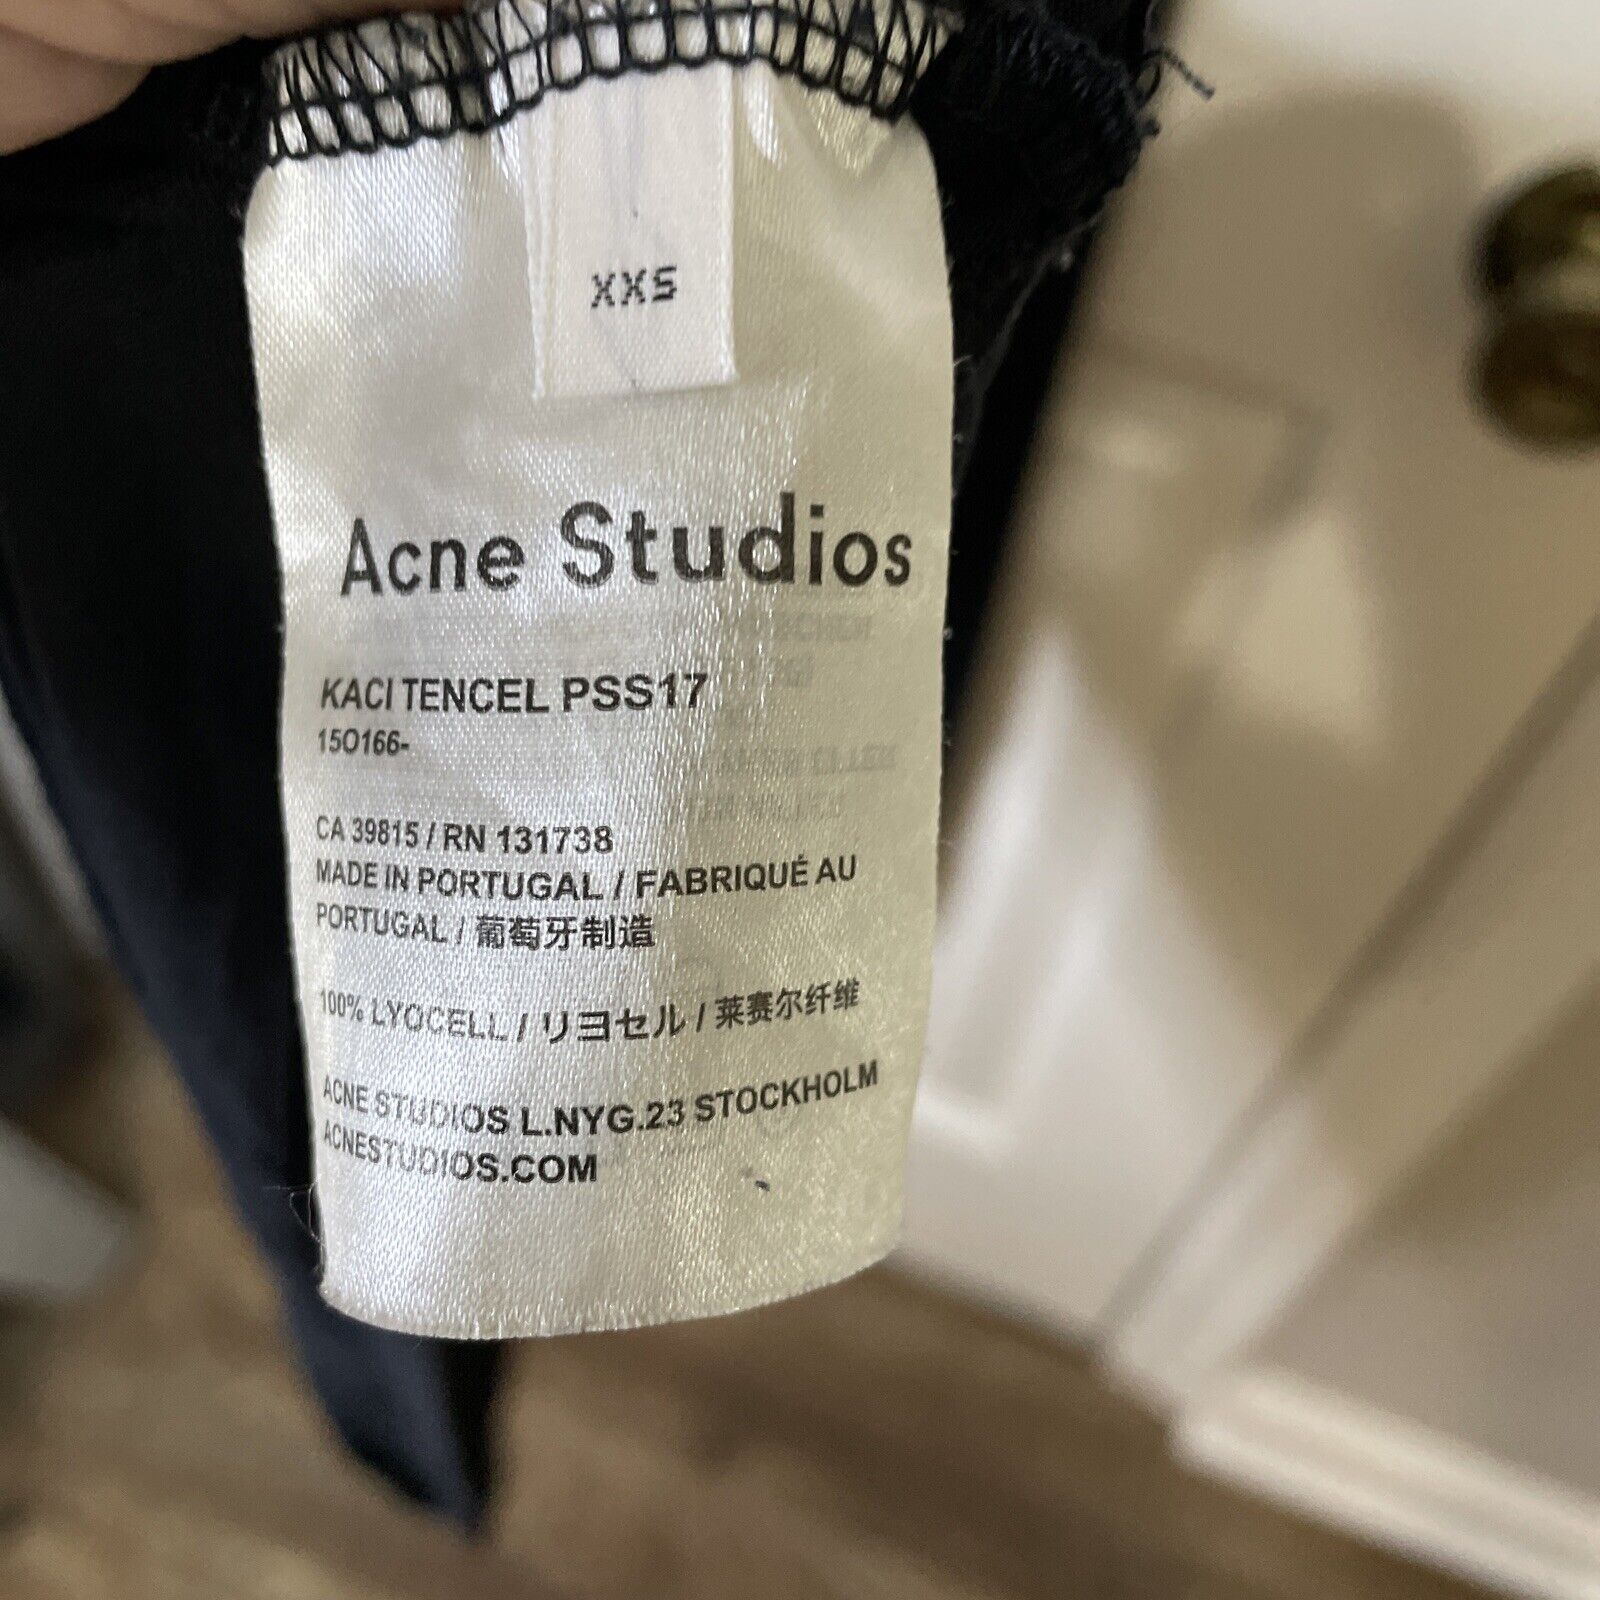 XXS
Acne Studios
KACI TENCEL PSS17
15O166-
CA 39815 / RN 131738
MADE IN PORTUGAL / FABRIQUÉ AU
PORTUGAL / 葡萄牙制造
100% LYOCELL / リヨセル / 莱赛尔纤维
ACNE STUDIOS L.NYG.23 STOCKHOLM
ACNESTUDIOS.COM